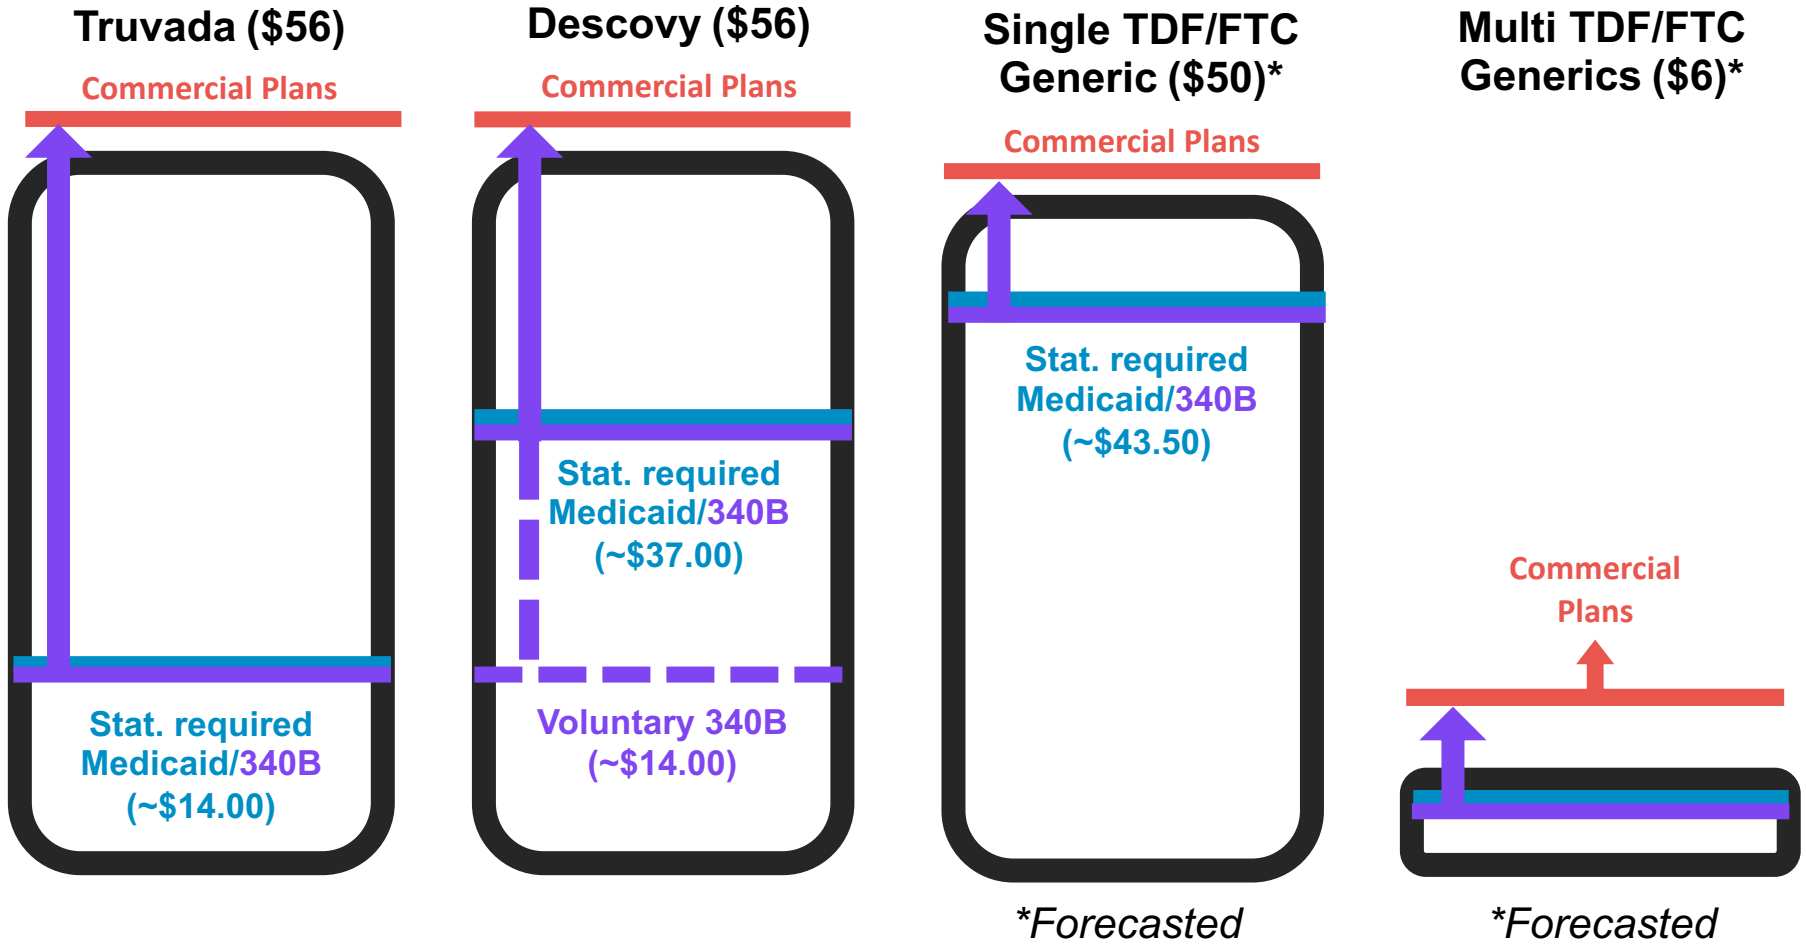 Truvada ($56)
Commercial Plans
Stat. required
Medicaid/340B
(~$14.00)
Descovy ($56)
Commercial Plans
Stat. required
Medicaid/340B
(~$37.00)
Voluntary 340B
(~$14.00)
Single TDF/FTC
Generic ($50)*
Commercial Plans
Stat. required
Medicaid/340B
(~$43.50)
*Forecasted
Multi TDF/FTC
Generics ($6)*
Commercial
Plans
*Forecasted